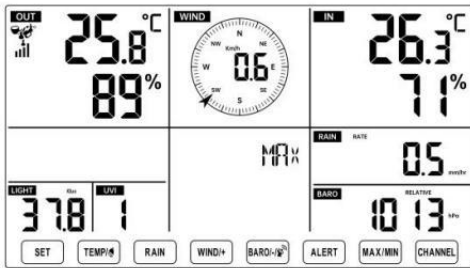 OUT 25.8 °C
89%
WIND
N
NW NE
Km/h
W 0.6 E
SW SE
S
IN 26.3 °C
71%
MAX
RAIN RATE
0.5 mm/hr
LIGHT Klux
37.8
UVI
1
BARO RELATIVE
1013 hPa
SET TEMP/ RAIN WIND/+ BARO/-/ ALERT MAX/MIN CHANNEL